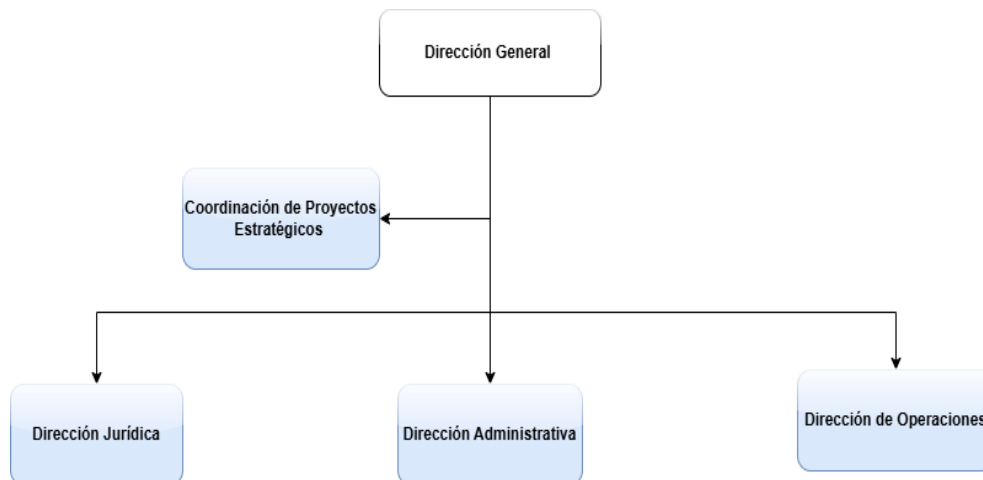 Dirección General
Coordinación de Proyectos
Estratégicos
Dirección Jurídica
Dirección Administrativa
Dirección de Operaciones